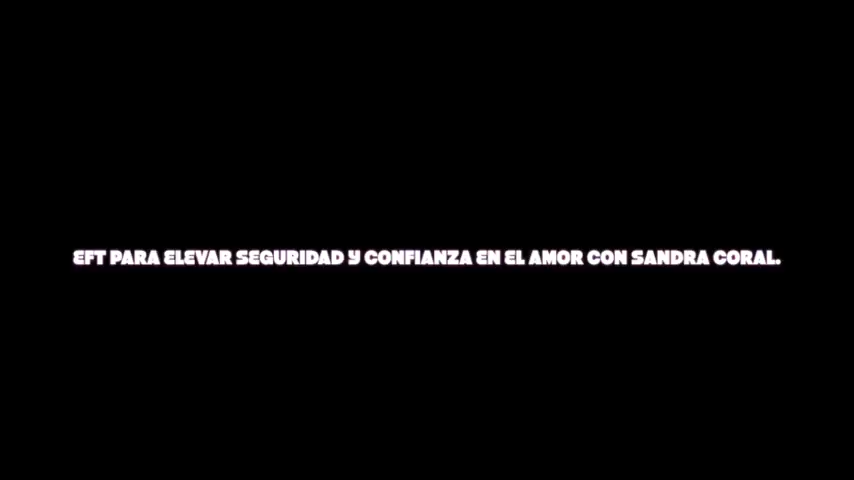 EFT PARA ELEVAR SEGURIDAD Y CONFIANZA EN EL AMOR CON SANDRA CORAL.